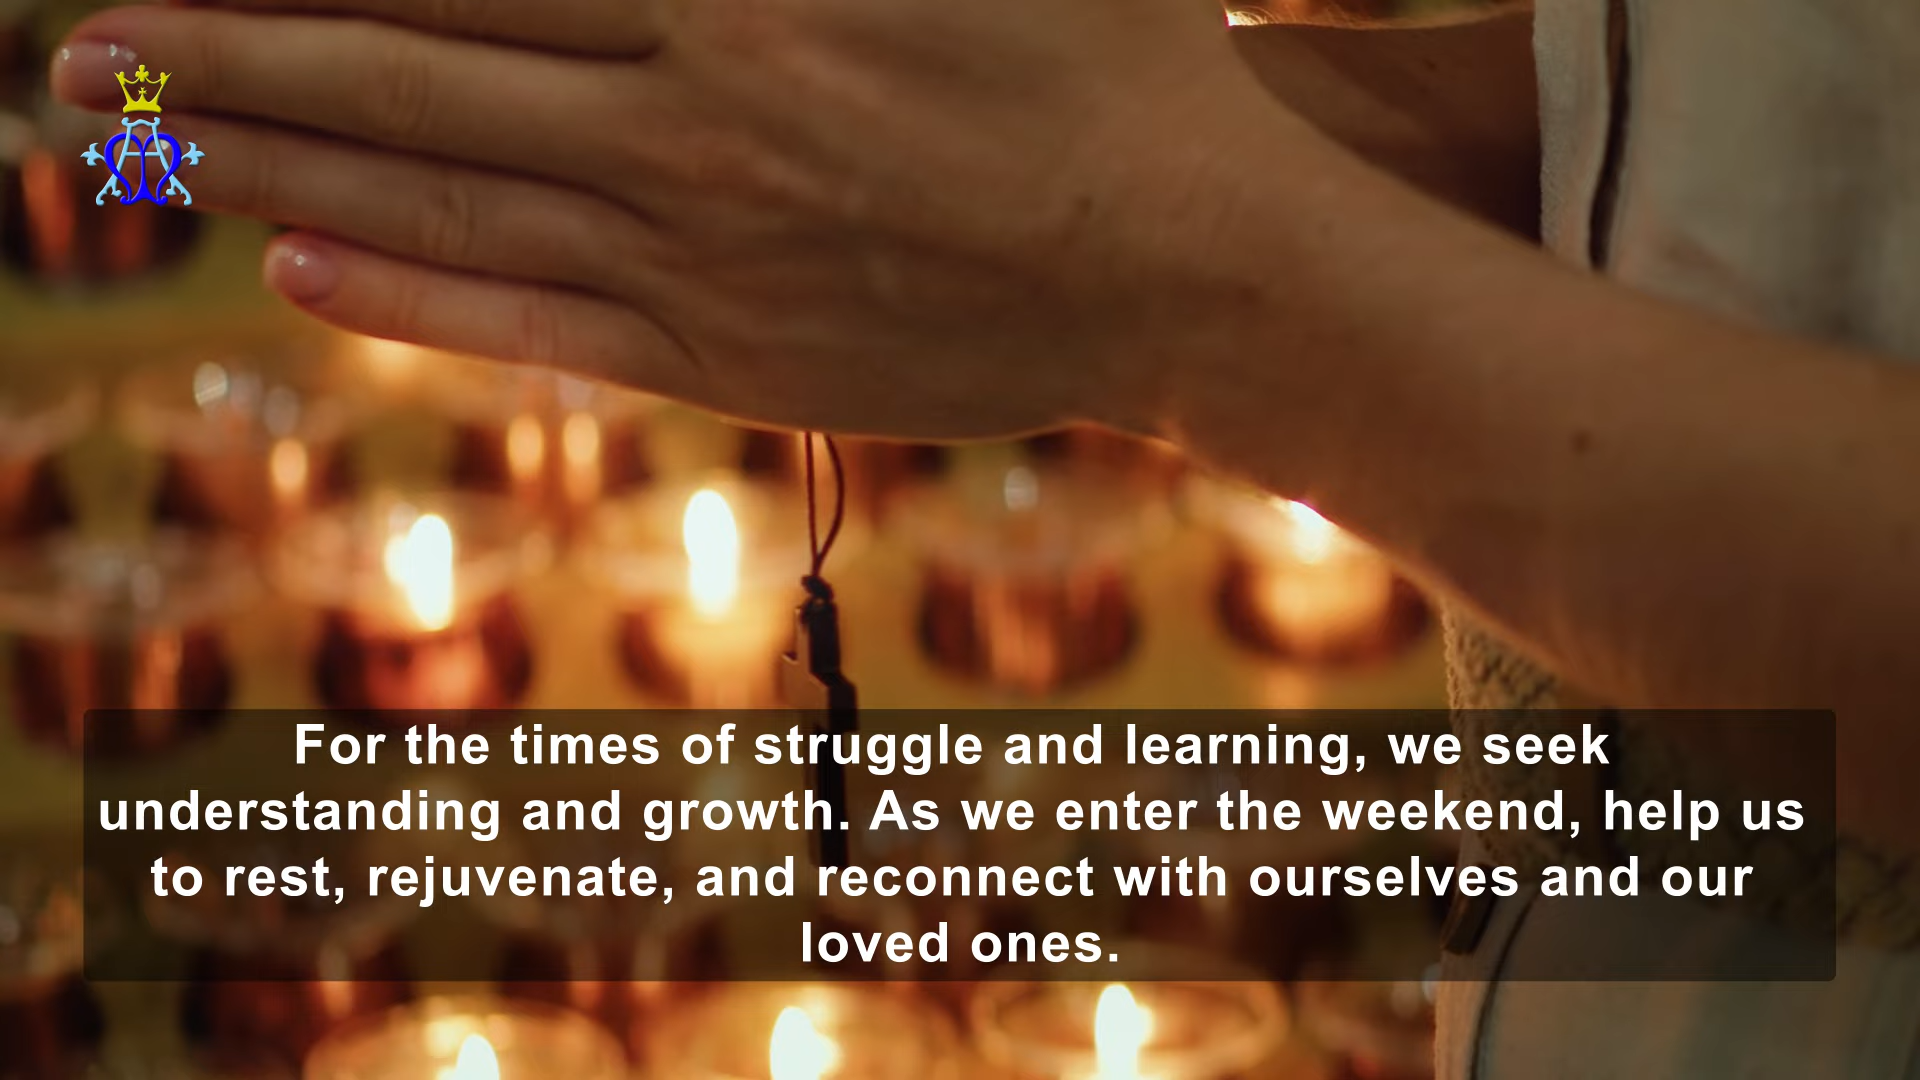 For the times of struggle and learning, we seek
understanding and growth. As we enter the weekend, help us
to rest, rejuvenate, and reconnect with ourselves and our
loved ones.